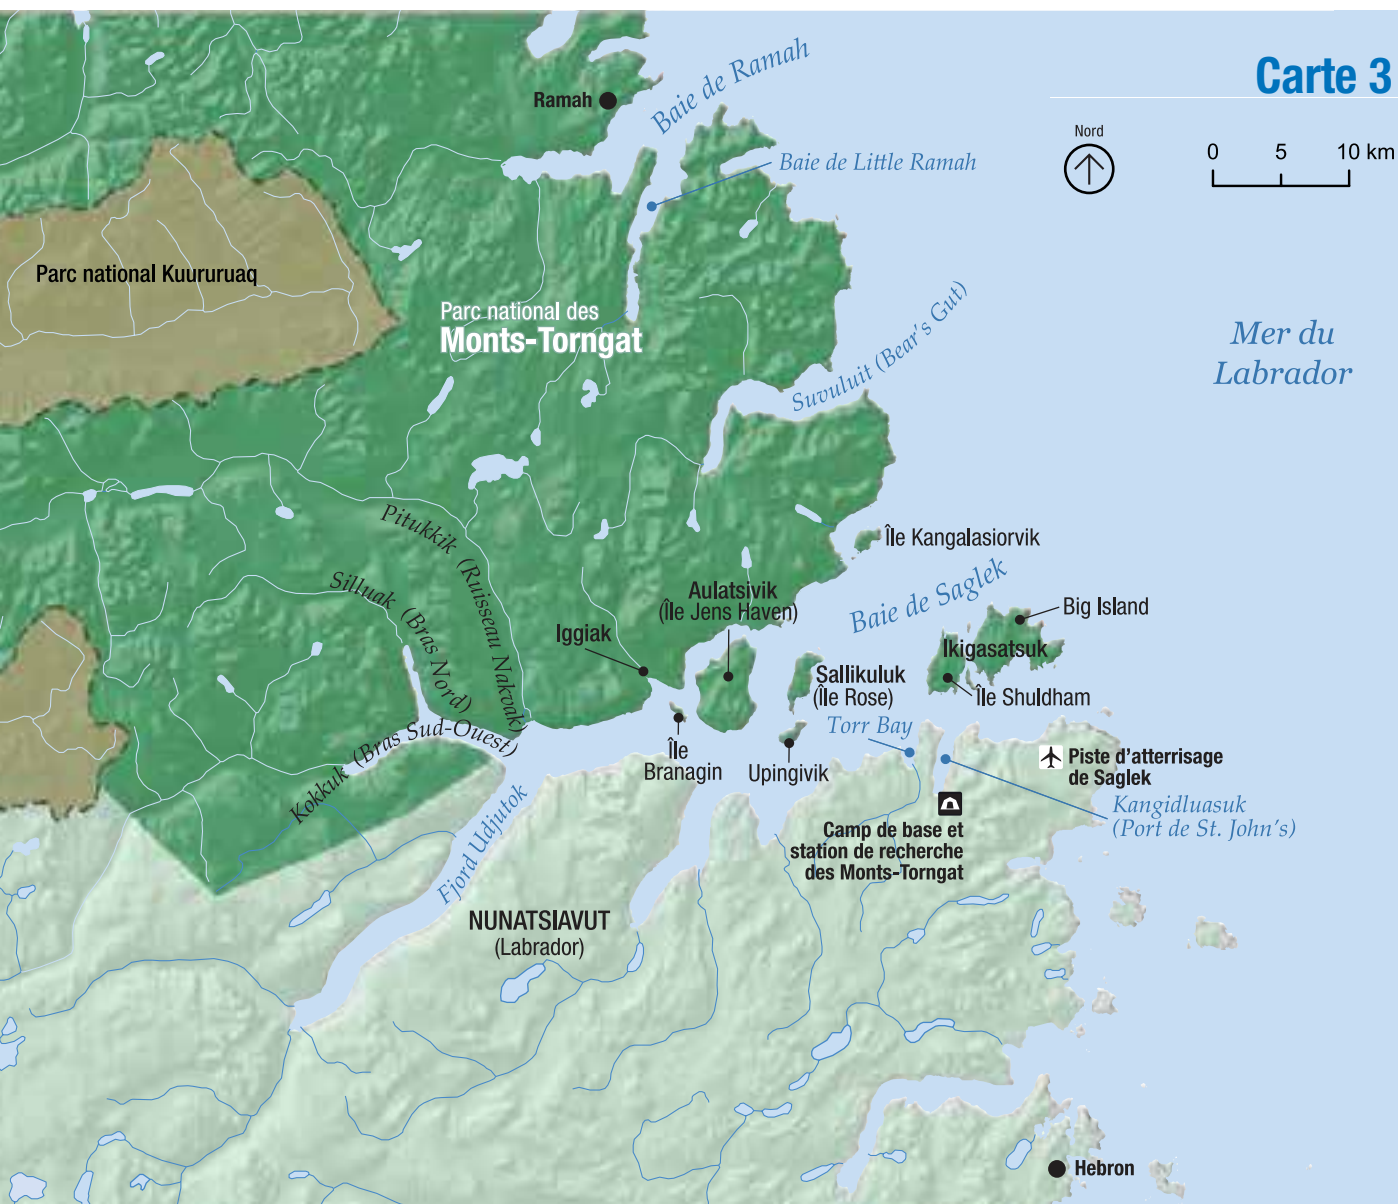 Carte 3
Nord
0 5 10 km
Ramah
Baie de Ramah
Baie de Little Ramah
Parc national Kuururuaq
Parc national des
Monts-Torngat
Suvuluit (Bear's Gut)
Mer du
Labrador
Pitukkik (Ruisseau Nakvak)
Silluak (Bras Nord)
Kokkuk (Bras Sud-Ouest)
Île Kangalasiorvik
Baie de Saglek
Aulatsivik
(Île Jens Haven)
Iggiak
Big Island
Ikigasatsuk
Sallikuluk
(Île Rose)
Île Shuldham
Torr Bay
Île
Branagin
Upingivik
Piste d'atterrisage
de Saglek
Kangidluasuk
(Port de St. John's)
Camp de base et
station de recherche
des Monts-Torngat
Fjord Udjutok
NUNATSIAVUT
(Labrador)
Hebron